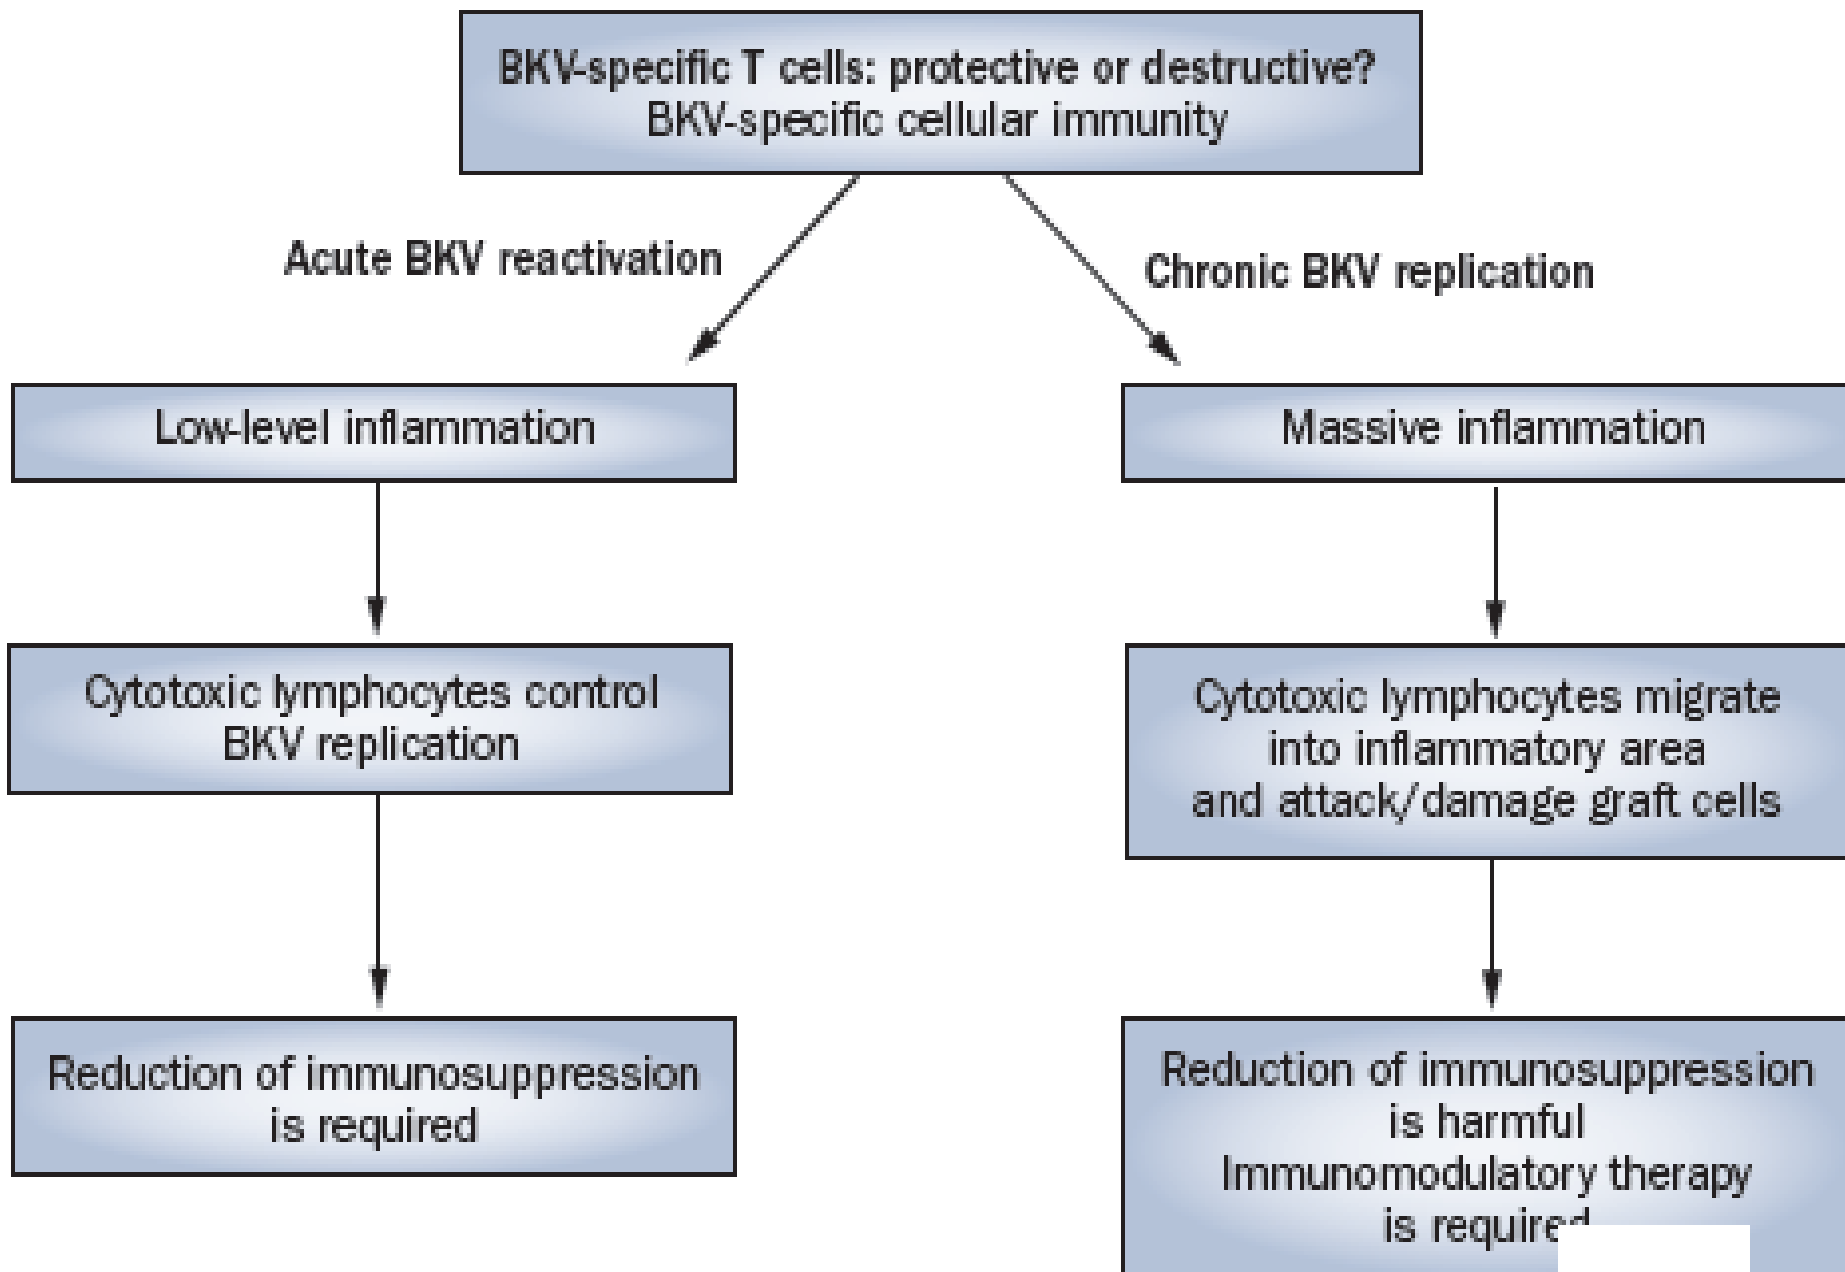 BKV-specific T cells: protective or destructive?
BKV-specific cellular immunity
Acute BKV reactivation
Chronic BKV replication
Low-level inflammation
Massive inflammation
Cytotoxic lymphocytes control
BKV replication
Cytotoxic lymphocytes migrate
into inflammatory area
and attack/damage graft cells
Reduction of immunosuppression
is required
Reduction of immunosuppression
is harmful
Immunomodulatory therapy
is required